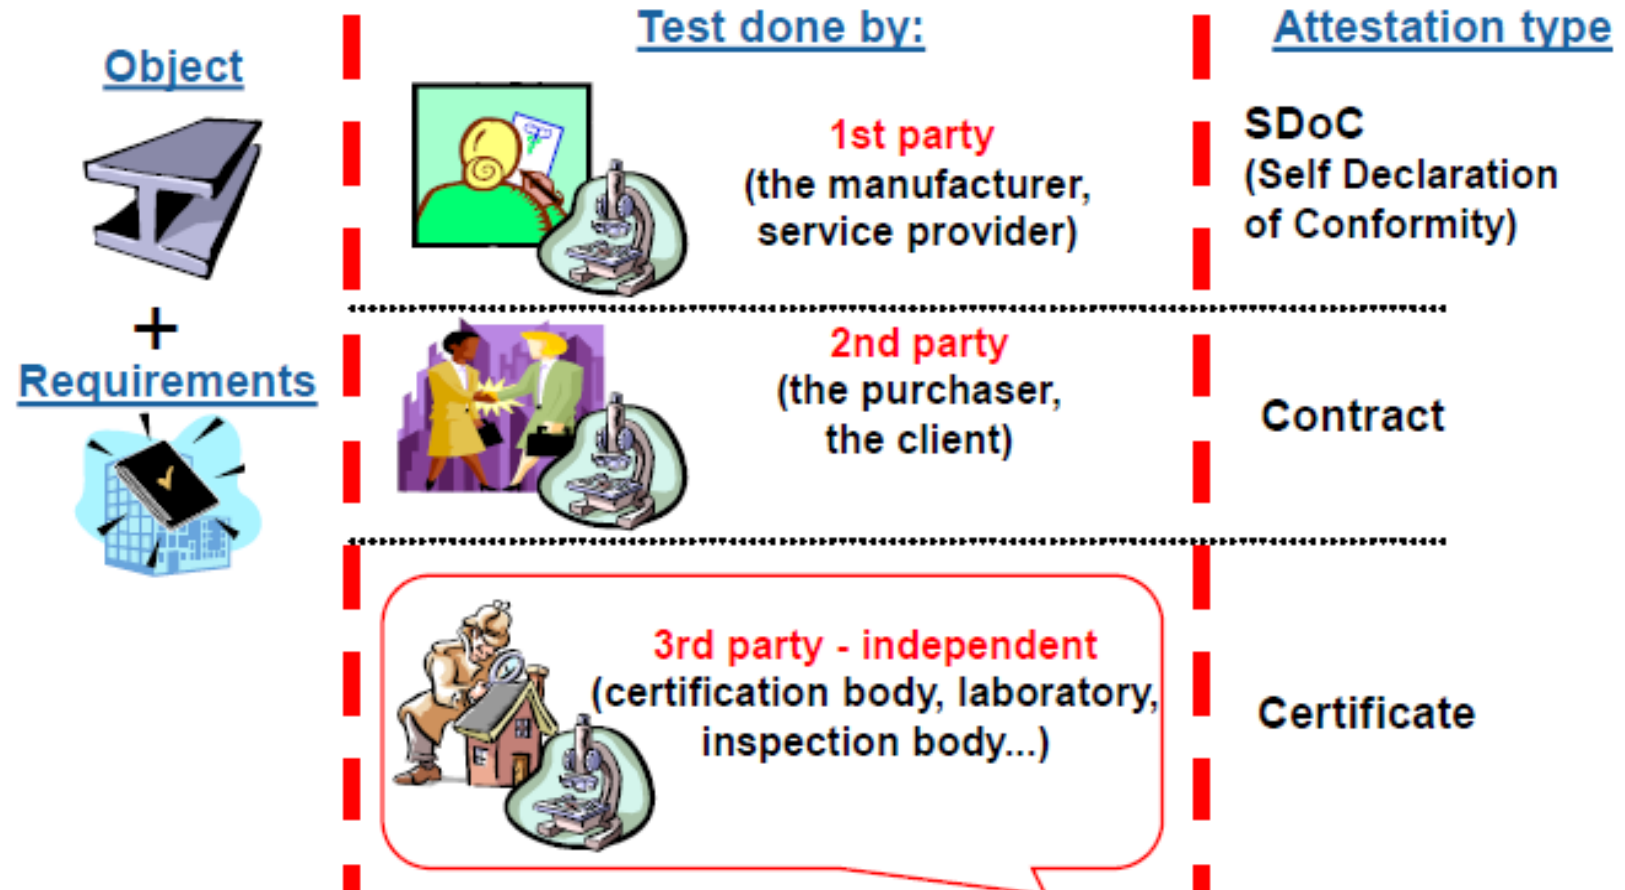 Object
+
Requirements
Test done by:
1st party
(the manufacturer,
service provider)
2nd party
(the purchaser,
the client)
3rd party - independent
(certification body, laboratory,
inspection body...)
Attestation type
SDoC
(Self Declaration
of Conformity)
Contract
Certificate